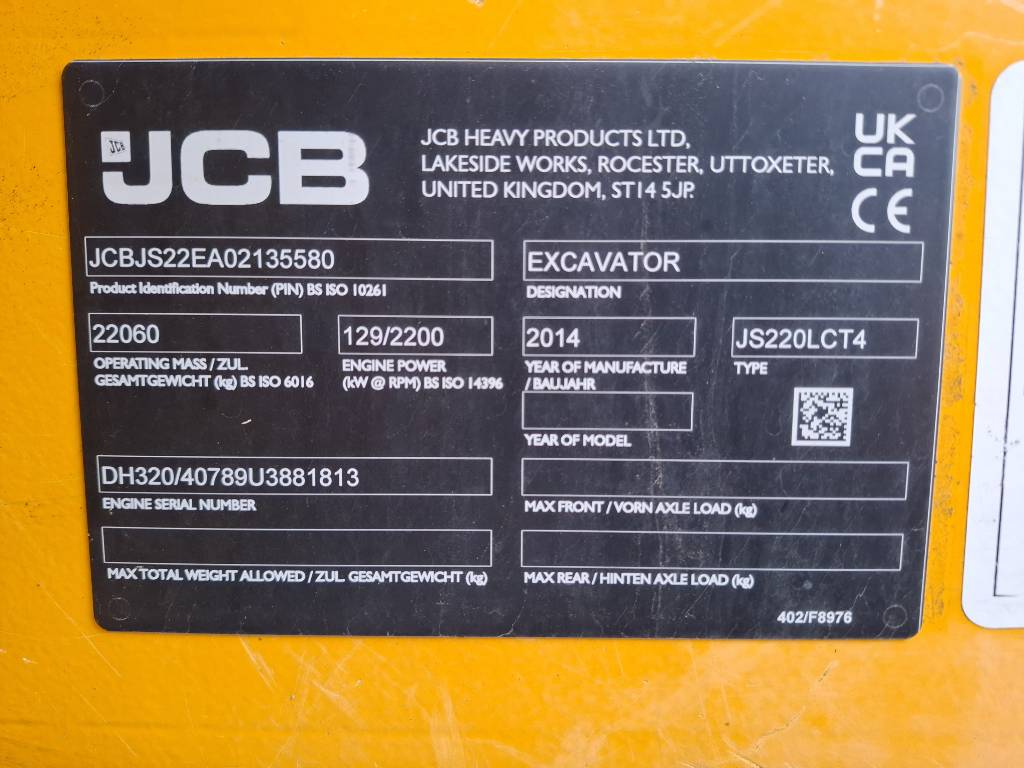 JCB
JCB
JCB HEAVY PRODUCTS LTD,
LAKESIDE WORKS, ROCESTER, UTTOXETER,
UNITED KINGDOM, ST14 5JP.
UK
CA
CE
JCBJS22EA02135580
Product Identification Number (PIN) BS ISO 10261
EXCAVATOR
DESIGNATION
22060
OPERATING MASS / ZUL.
GESAMTGEWICHT (kg) BS ISO 6016
129/2200
ENGINE POWER
(kW @ RPM) BS ISO 14396
2014
YEAR OF MANUFACTURE
/ BAUJAHR
JS220LCT4
TYPE
YEAR OF MODEL
DH320/40789U3881813
ENGINE SERIAL NUMBER
MAX FRONT / VORN AXLE LOAD (kg)
MAX TOTAL WEIGHT ALLOWED / ZUL. GESAMTGEWICHT (kg)
MAX REAR / HINTEN AXLE LOAD (kg)
402/F8976